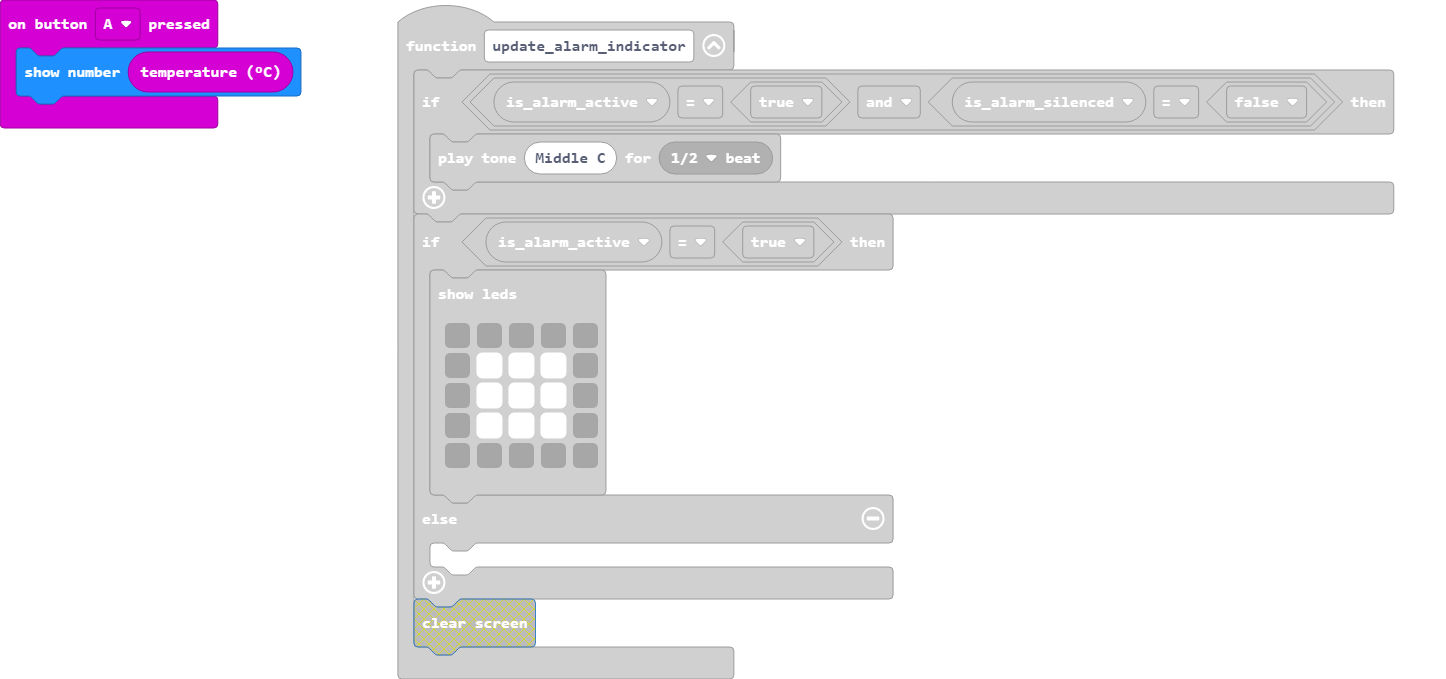 on button A pressed
show number temperature (ºC)
function update_alarm_indicator
if is_alarm_active = true and is_alarm_silenced = false then
play tone Middle C for 1/2 beat
if is_alarm_active = true then
show leds
else
clear screen